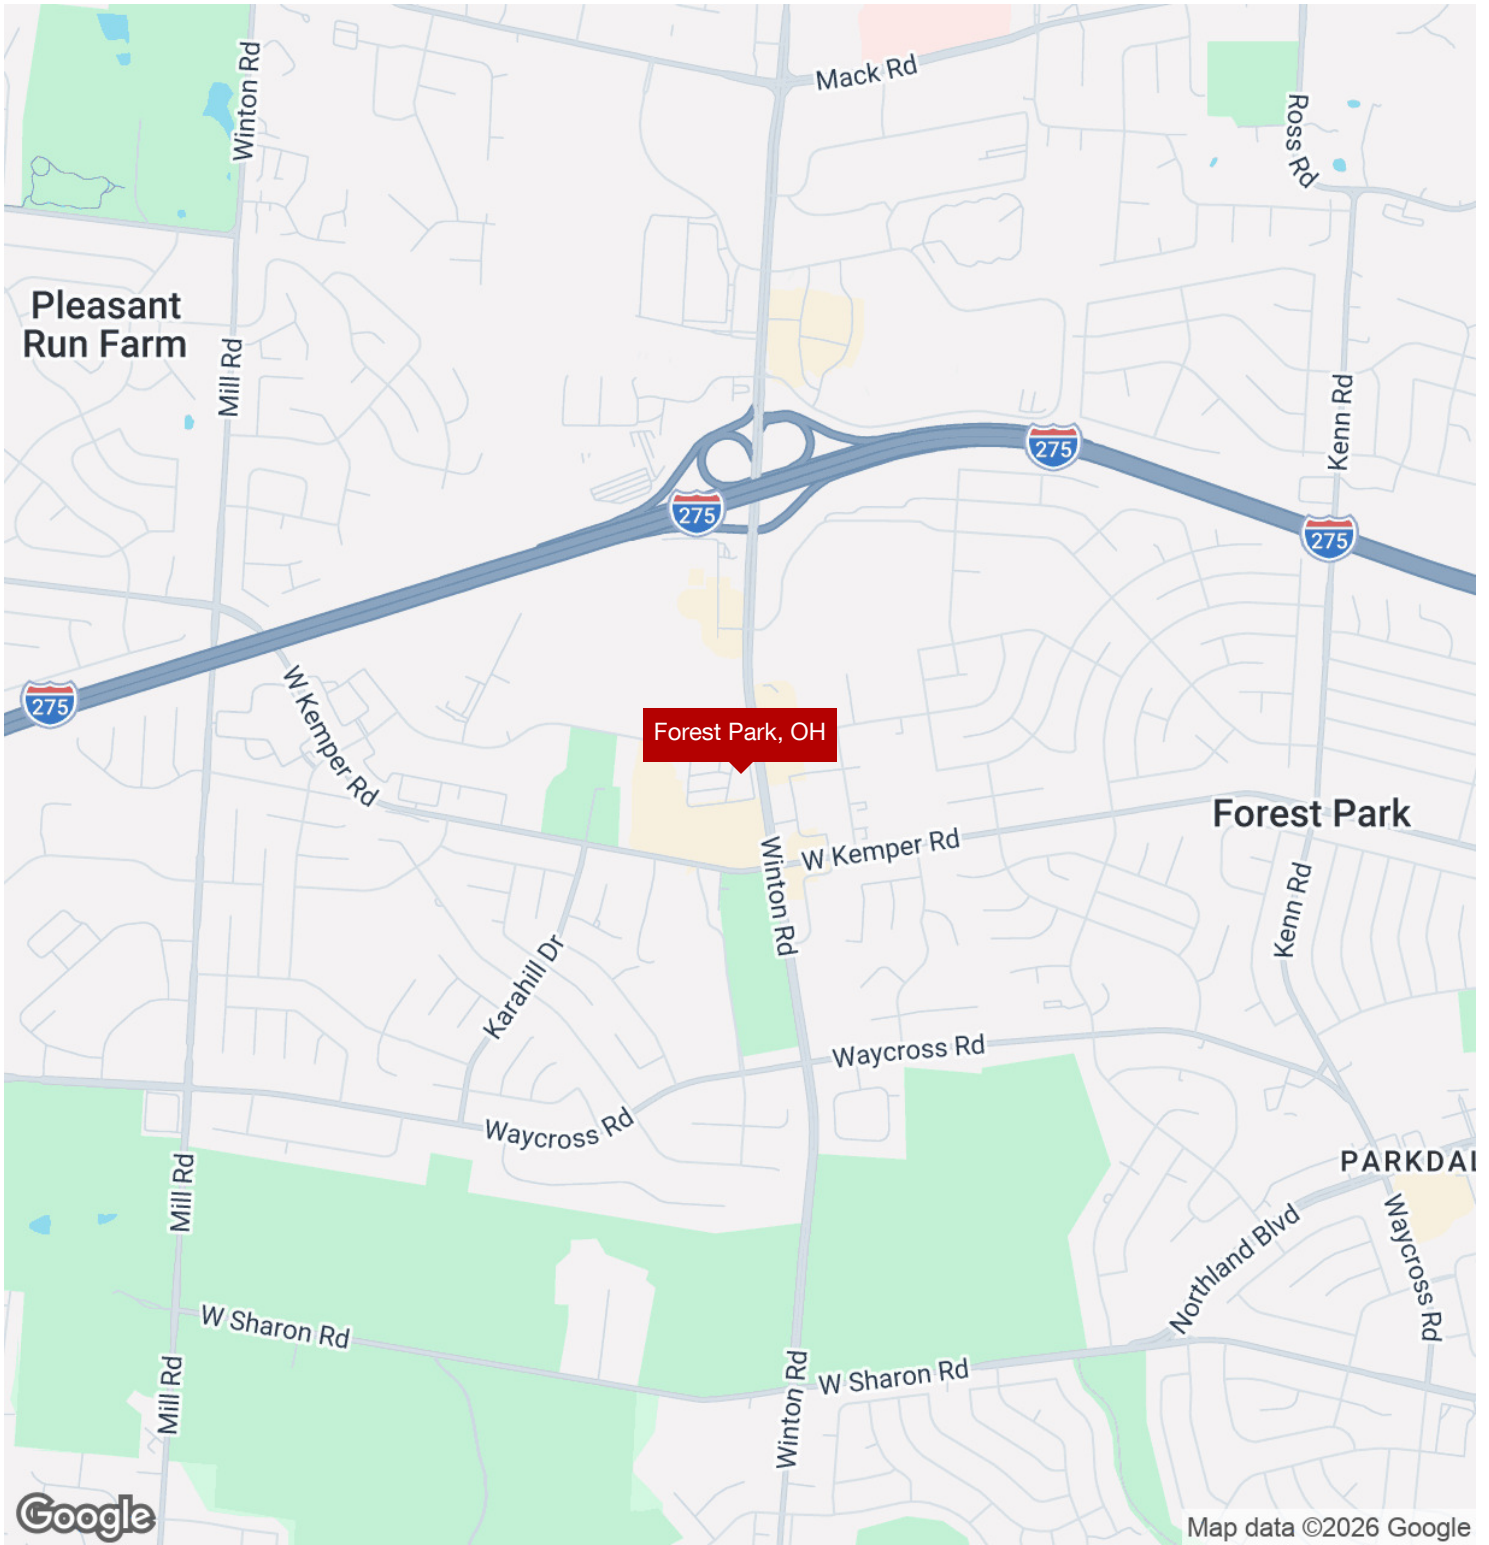 Mack Rd
Winton Rd
Ross Rd
Pleasant
Run Farm
Mill Rd
Kenn Rd
275
275
275
275
W Kemper Rd
Forest Park, OH
Forest Park
W Kemper Rd
Winton Rd
Kenn Rd
Karahill Dr
Waycross Rd
Waycross Rd
PARKDAL
Mill Rd
Northland Blvd
Waycross Rd
W Sharon Rd
W Sharon Rd
Mill Rd
Winton Rd
Google
Map data ©2026 Google